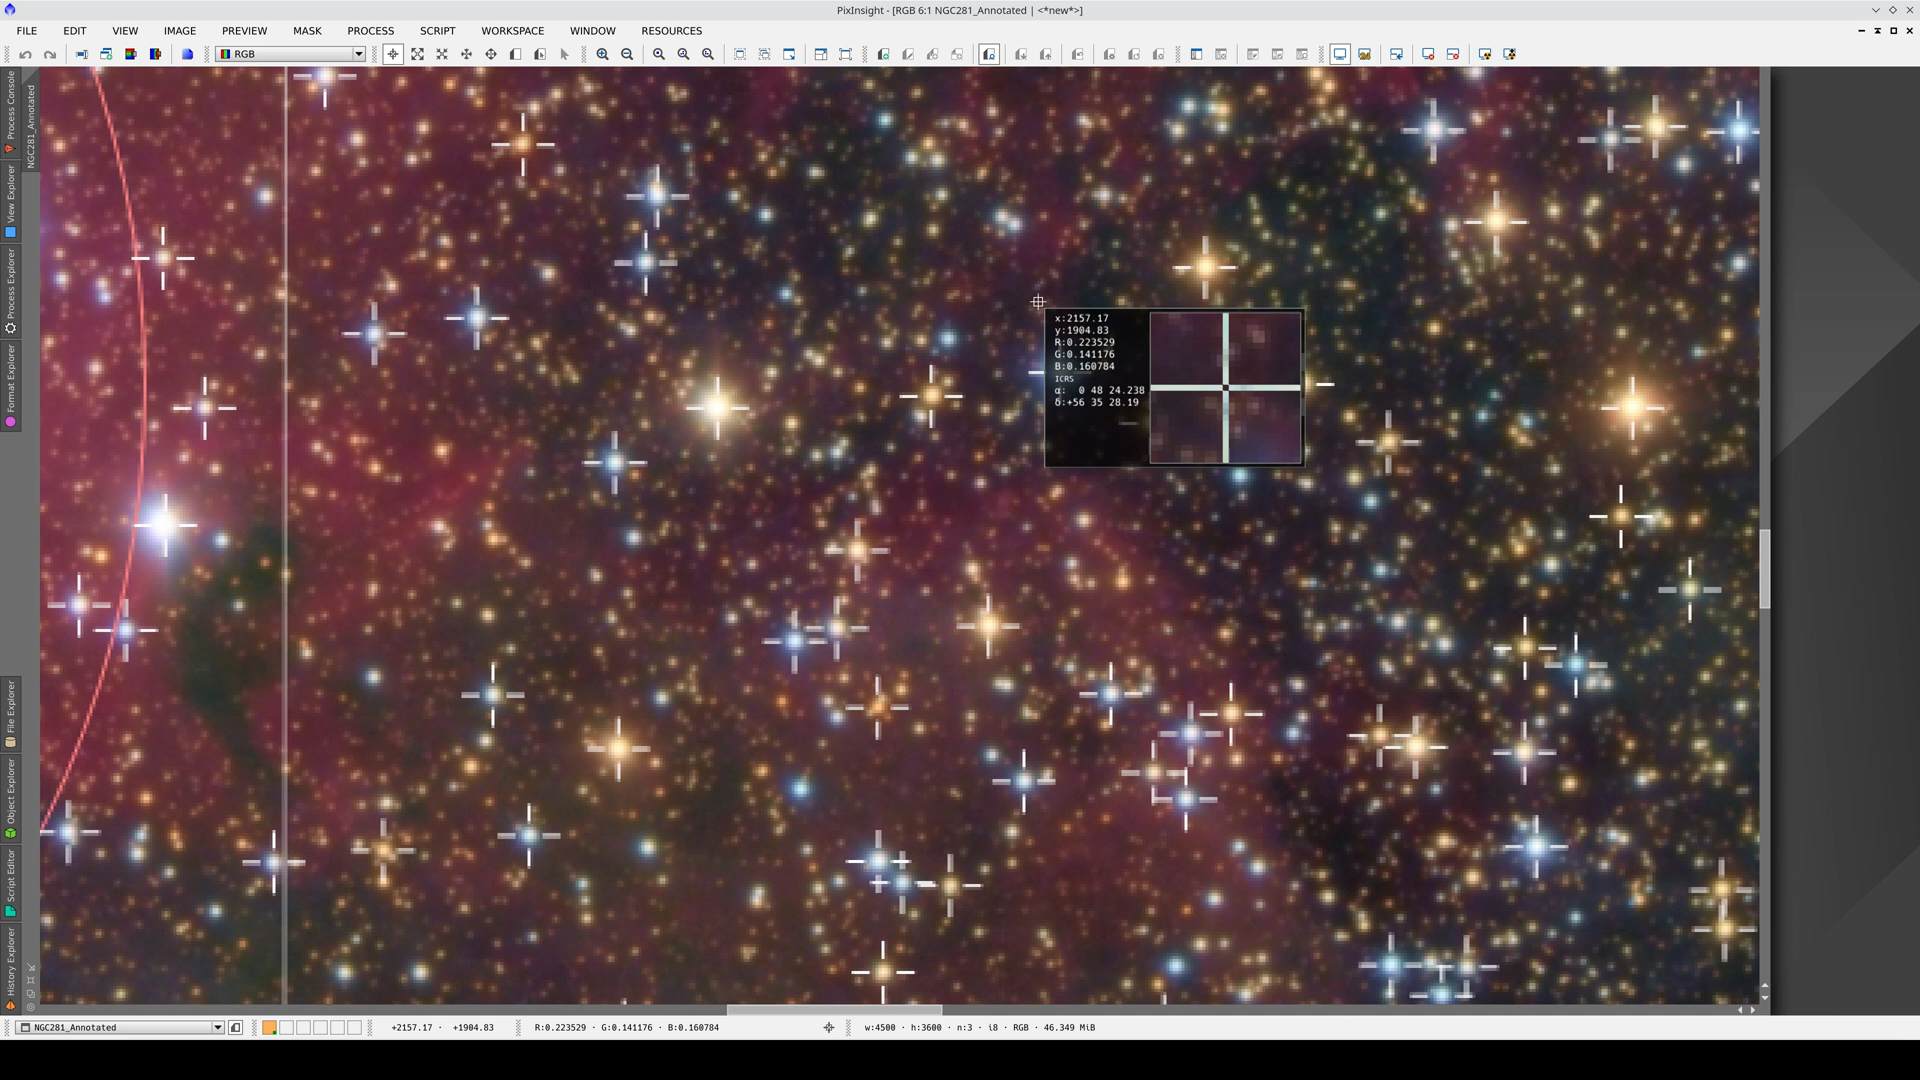 PixInsight - [RGB 6:1 NGC281_Annotated | <*new*>]
FILE EDIT VIEW IMAGE PREVIEW MASK PROCESS SCRIPT WORKSPACE WINDOW RESOURCES
RGB
Process Console
View Explorer
Process Explorer
Format Explorer
File Explorer
Object Explorer
Script Editor
History Explorer
NGC281_Annotated
x:2157.17
y:1904.83
R:0.223529
G:0.141176
B:0.160784
ICRS
α: 0 48 24.238
δ:+56 35 28.19
NGC281_Annotated
+2157.17 · +1904.83
R:0.223529 · G:0.141176 · B:0.160784
w:4500 · h:3600 · n:3 · i8 · RGB · 46.349 MiB